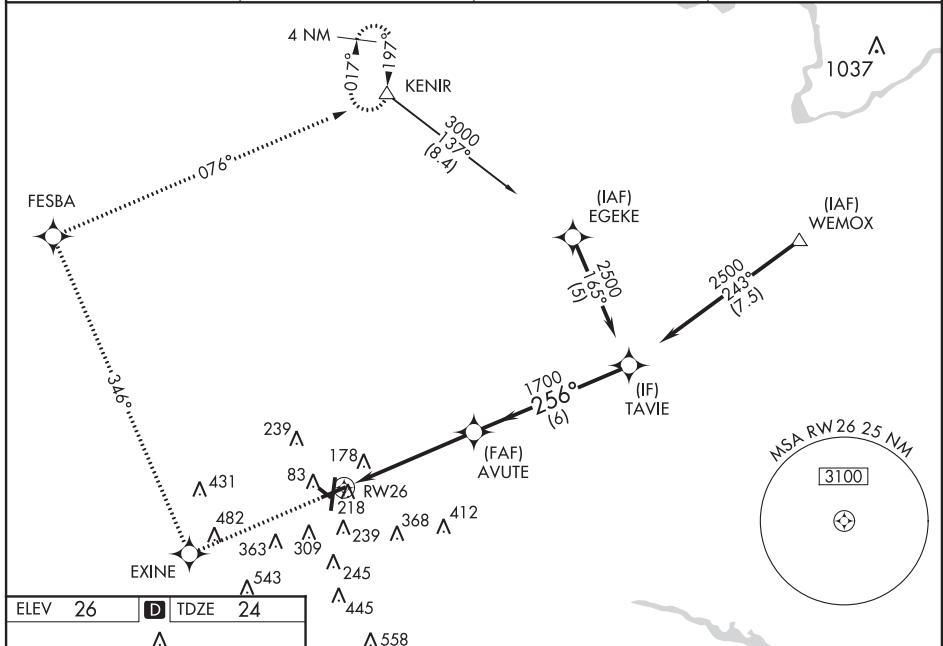 4 NM
017°
197°
KENIR
1037
3000
137°
(8.4)
076°
FESBA
(IAF)
EGEKE
(IAF)
WEMOX
2500
165°
(5)
2500
243°
(7.5)
346°
1700
256°
(6)
(IF)
TAVIE
(FAF)
AVUTE
239
178
83
RW26
431
218
482
363
309
239
368
412
EXINE
245
543
445
558
MSA RW26 25 NM
3100
ELEV 26 D TDZE 24